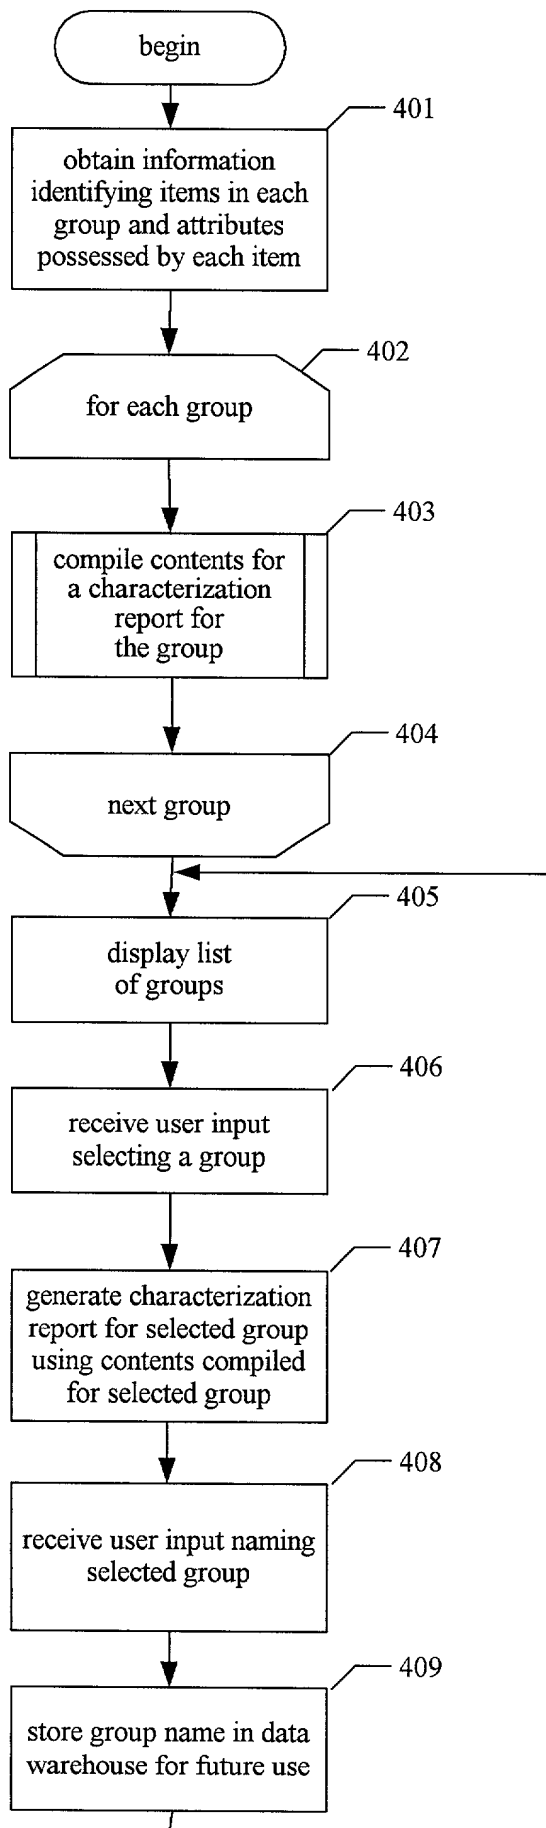 begin
401
obtain information
identifying items in each
group and attributes
possessed by each item
402
for each group
403
compile contents for
a characterization
report for
the group
404
next group
405
display list
of groups
406
receive user input
selecting a group
407
generate characterization
report for selected group
using contents compiled
for selected group
408
receive user input naming
selected group
409
store group name in data
warehouse for future use